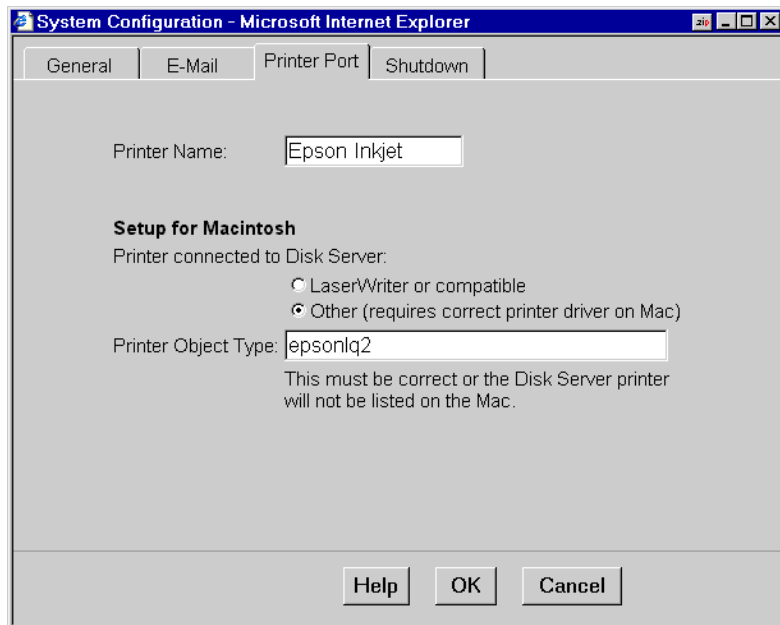 System Configuration - Microsoft Internet Explorer
zip
General E-Mail Printer Port Shutdown
Printer Name: Epson Inkjet
Setup for Macintosh
Printer connected to Disk Server:
LaserWriter or compatible
Other (requires correct printer driver on Mac)
Printer Object Type: epsonlq2
This must be correct or the Disk Server printer
will not be listed on the Mac.
Help OK Cancel